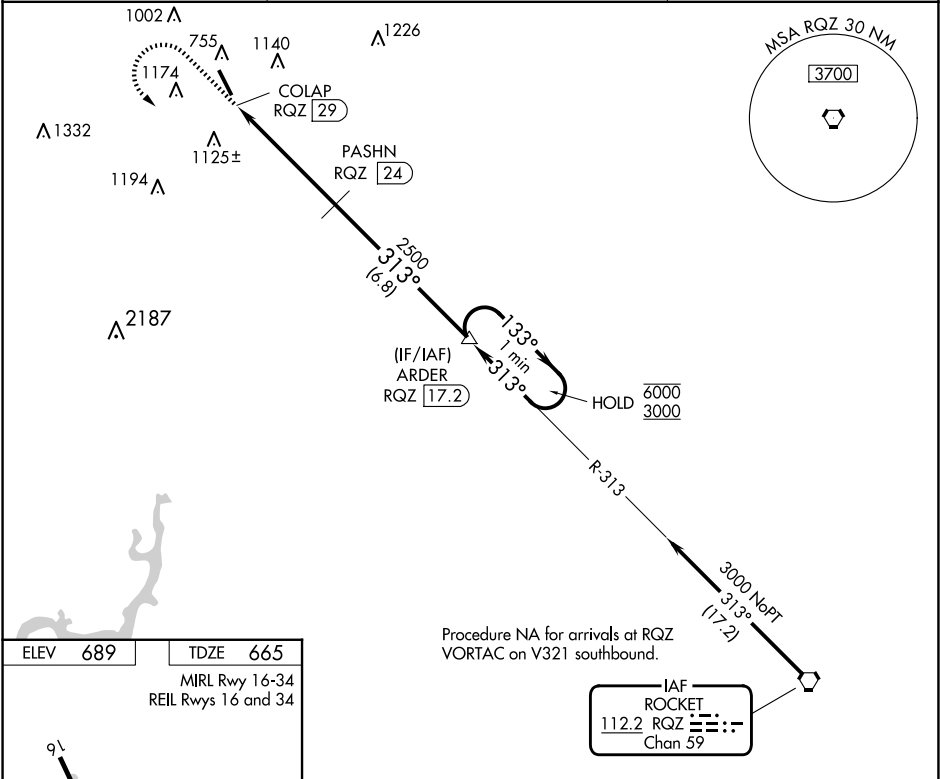 1002
755
1140
1226
1174
COLAP
RQZ 29
1332
1125±
PASHN
RQZ 24
1194
MSA RQZ 30 NM
3700
2500
313°
(6.8)
2187
133°
1 min
313°
(IF/IAF)
ARDER
RQZ 17.2
HOLD 6000
3000
R-313
3000 NoPT
313°
(17.2)
Procedure NA for arrivals at RQZ
VORTAC on V321 southbound.
IAF
ROCKET
112.2 RQZ
Chan 59
ELEV 689
TDZE 665
MIRL Rwy 16-34
REIL Rwys 16 and 34
16